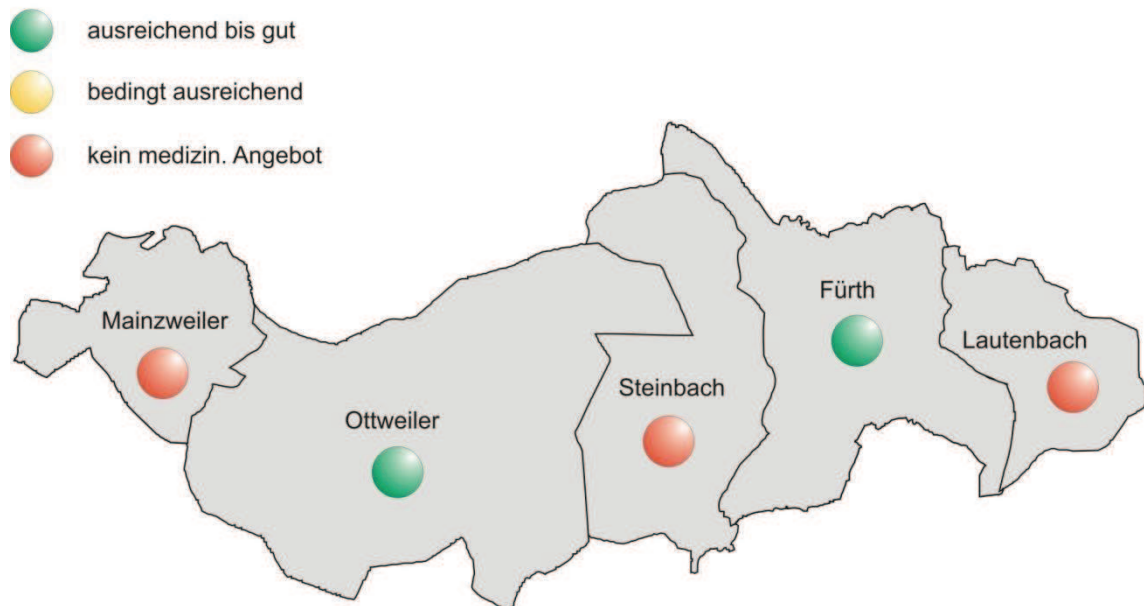 ausreichend bis gut
bedingt ausreichend
kein medizin. Angebot
Mainzweiler
Ottweiler
Steinbach
Fürth
Lautenbach